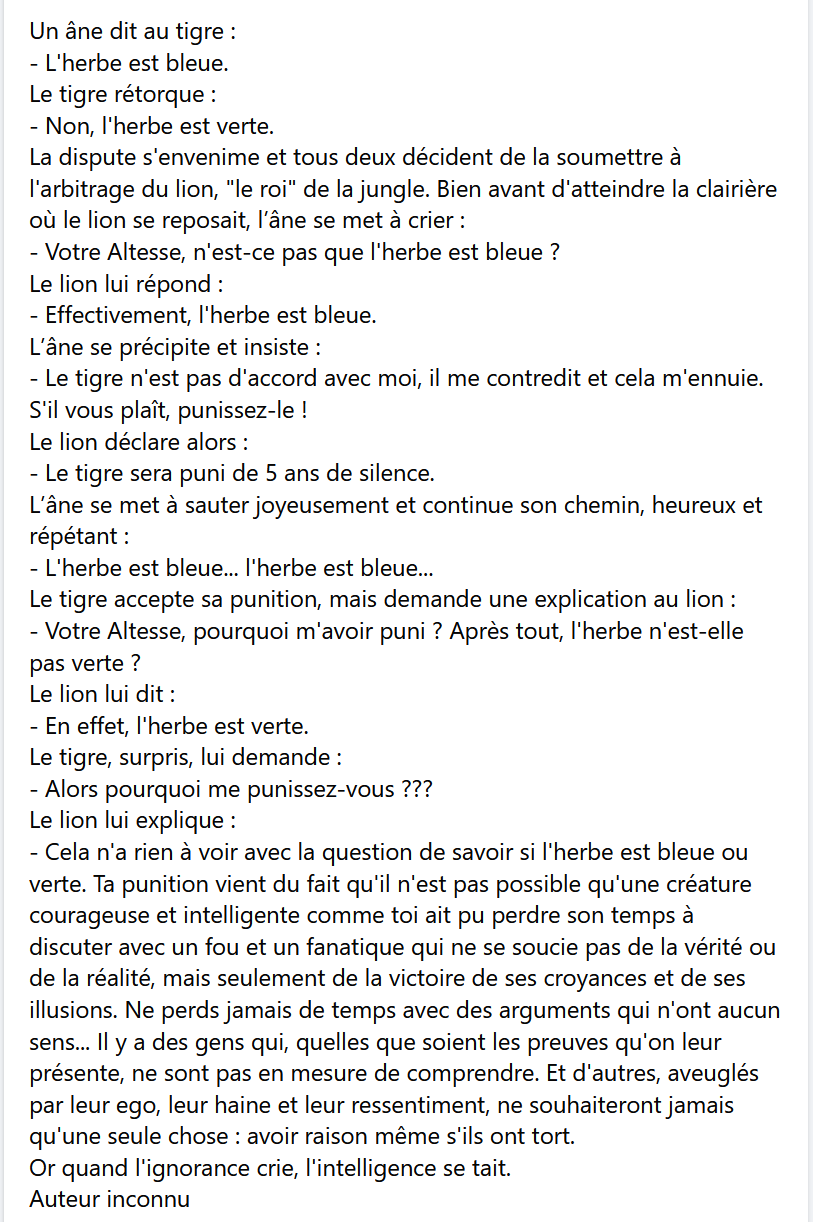 Un âne dit au tigre :
- L'herbe est bleue.
Le tigre rétorque :
- Non, l'herbe est verte.
La dispute s'envenime et tous deux décident de la soumettre à
l'arbitrage du lion, "le roi" de la jungle. Bien avant d'atteindre la clairière
où le lion se reposait, l’âne se met à crier :
- Votre Altesse, n'est-ce pas que l'herbe est bleue ?
Le lion lui répond :
- Effectivement, l'herbe est bleue.
L’âne se précipite et insiste :
- Le tigre n'est pas d'accord avec moi, il me contredit et cela m'ennuie.
S'il vous plaît, punissez-le !
Le lion déclare alors :
- Le tigre sera puni de 5 ans de silence.
L’âne se met à sauter joyeusement et continue son chemin, heureux et
répétant :
- L'herbe est bleue... l'herbe est bleue...
Le tigre accepte sa punition, mais demande une explication au lion :
- Votre Altesse, pourquoi m'avoir puni ? Après tout, l'herbe n'est-elle
pas verte ?
Le lion lui dit :
- En effet, l'herbe est verte.
Le tigre, surpris, lui demande :
- Alors pourquoi me punissez-vous ???
Le lion lui explique :
- Cela n'a rien à voir avec la question de savoir si l'herbe est bleue ou
verte. Ta punition vient du fait qu'il n'est pas possible qu'une créature
courageuse et intelligente comme toi ait pu perdre son temps à
discuter avec un fou et un fanatique qui ne se soucie pas de la vérité ou
de la réalité, mais seulement de la victoire de ses croyances et de ses
illusions. Ne perds jamais de temps avec des arguments qui n'ont aucun
sens... Il y a des gens qui, quelles que soient les preuves qu'on leur
présente, ne sont pas en mesure de comprendre. Et d'autres, aveuglés
par leur ego, leur haine et leur ressentiment, ne souhaiteront jamais
qu'une seule chose : avoir raison même s'ils ont tort.
Or quand l'ignorance crie, l'intelligence se tait.
Auteur inconnu